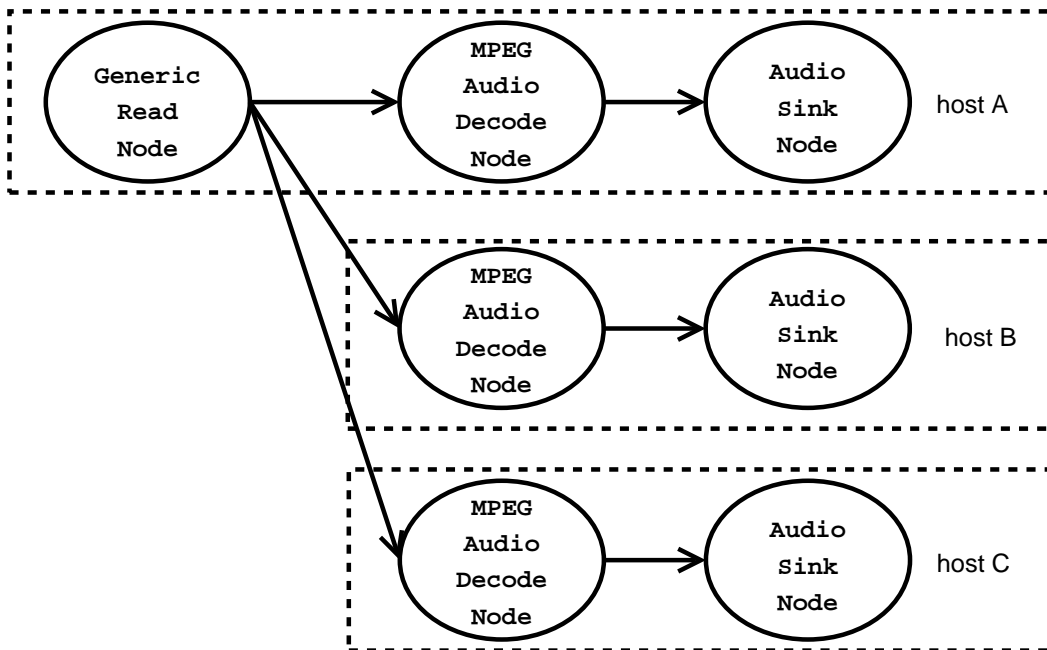 Generic
Read
Node
MPEG
Audio
Decode
Node
Audio
Sink
Node
host A
MPEG
Audio
Decode
Node
Audio
Sink
Node
host B
MPEG
Audio
Decode
Node
Audio
Sink
Node
host C